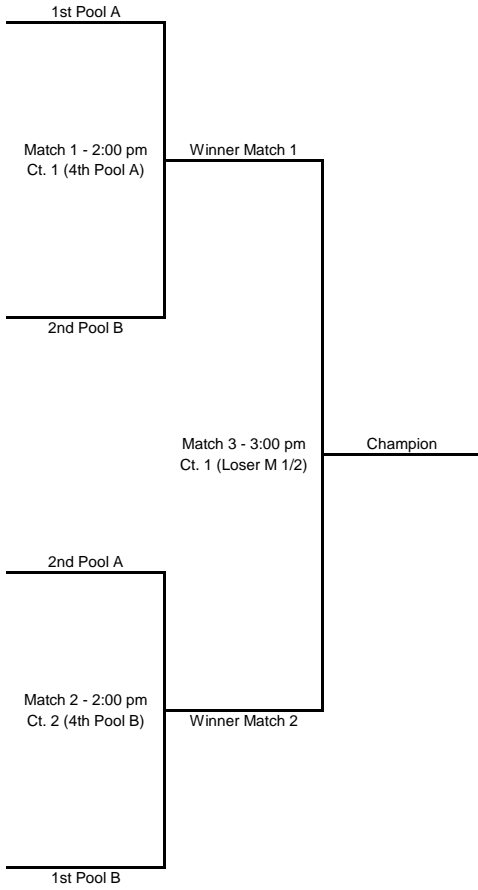 1st Pool A
Match 1 - 2:00 pm
Ct. 1 (4th Pool A)
Winner Match 1
2nd Pool B
Match 3 - 3:00 pm
Ct. 1 (Loser M 1/2)
Champion
2nd Pool A
Match 2 - 2:00 pm
Ct. 2 (4th Pool B)
Winner Match 2
1st Pool B